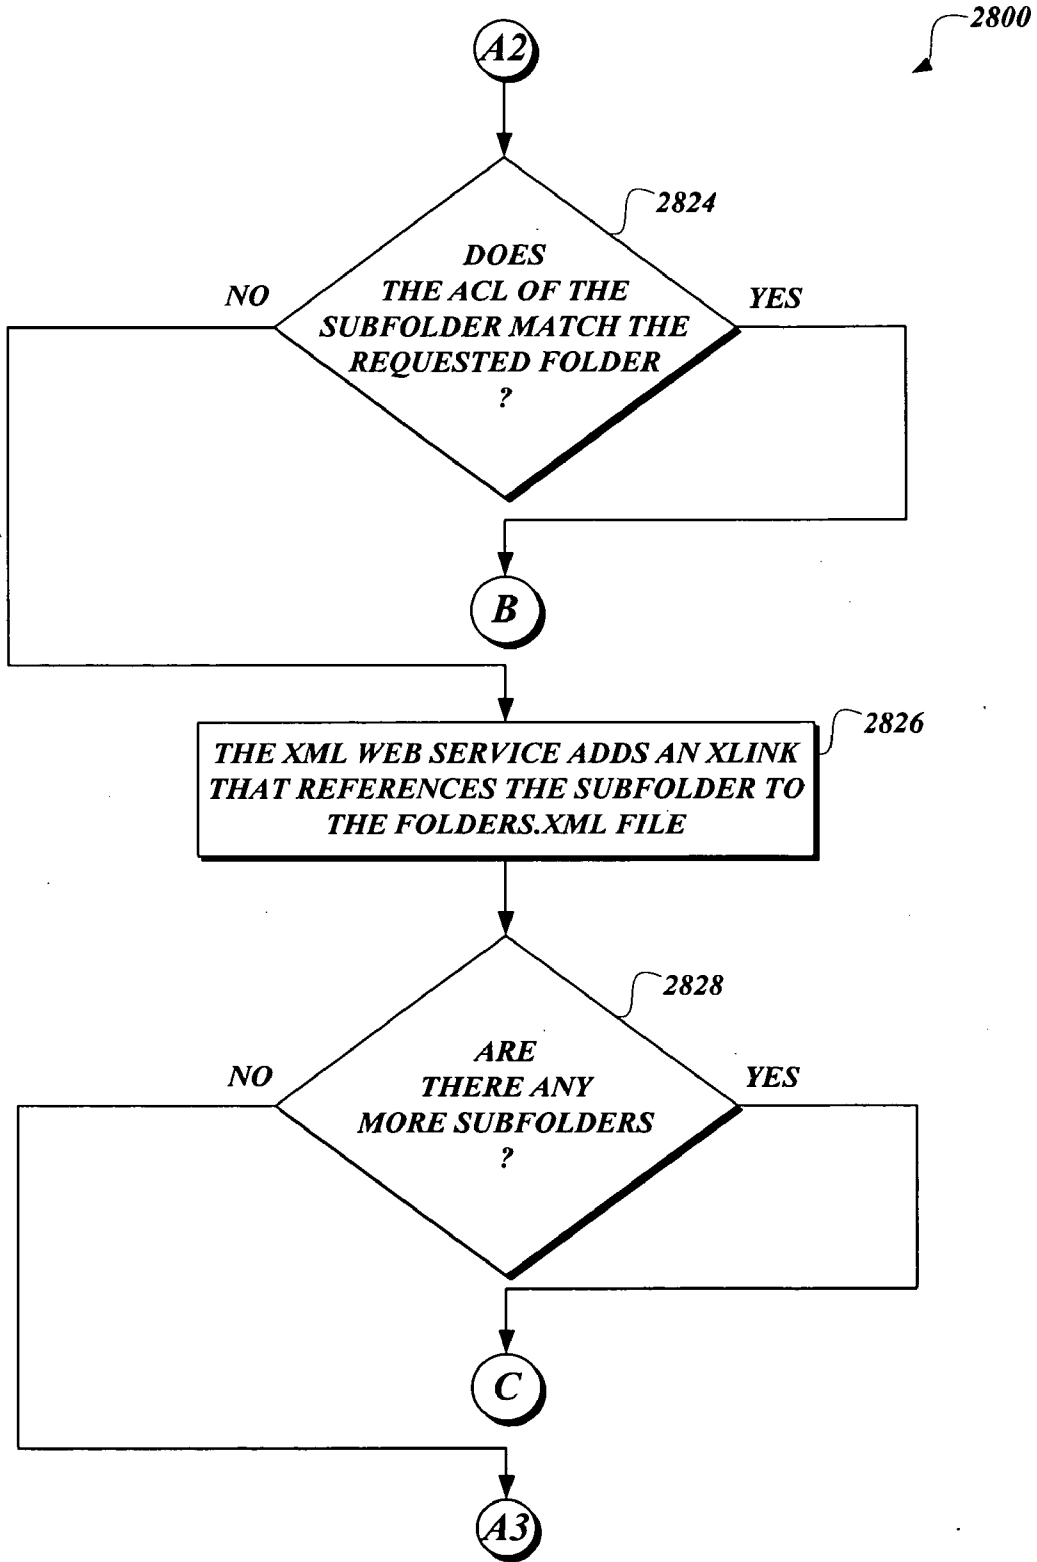 2800
A2
2824
DOES
THE ACL OF THE
SUBFOLDER MATCH THE
REQUESTED FOLDER
?
NO
YES
B
2826
THE XML WEB SERVICE ADDS AN XLINK
THAT REFERENCES THE SUBFOLDER TO
THE FOLDERS.XML FILE
2828
ARE
THERE ANY
MORE SUBFOLDERS
?
NO
YES
C
A3